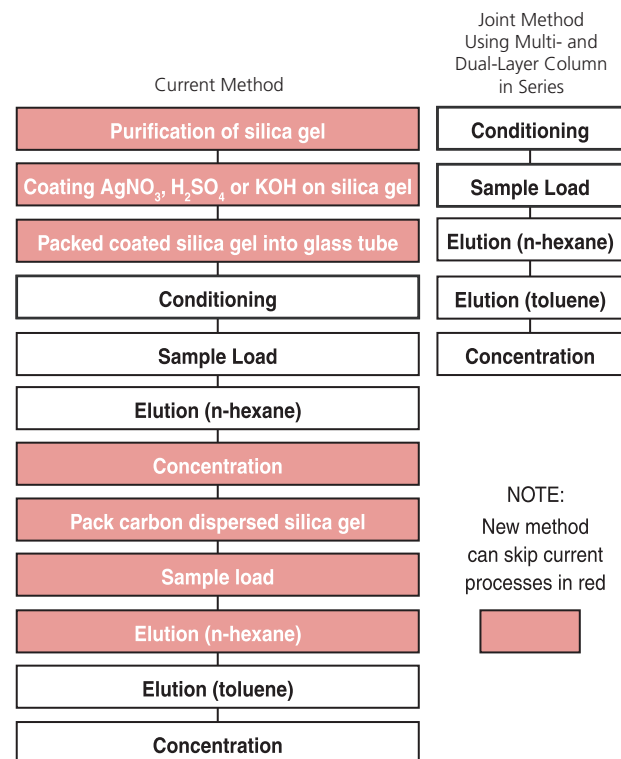 Current Method
Purification of silica gel
Coating AgNO₃, H₂SO₄ or KOH on silica gel
Packed coated silica gel into glass tube
Conditioning
Sample Load
Elution (n-hexane)
Concentration
Pack carbon dispersed silica gel
Sample load
Elution (n-hexane)
Elution (toluene)
Concentration
Joint Method
Using Multi- and
Dual-Layer Column
in Series
Conditioning
Sample Load
Elution (n-hexane)
Elution (toluene)
Concentration
NOTE:
New method
can skip current
processes in red